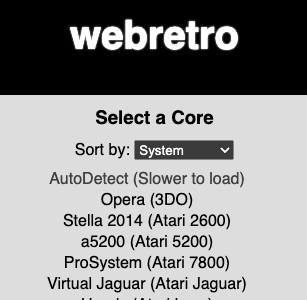 webretro
Select a Core
Sort by: System
AutoDetect (Slower to load)
Opera (3DO)
Stella 2014 (Atari 2600)
a5200 (Atari 5200)
ProSystem (Atari 7800)
Virtual Jaguar (Atari Jaguar)